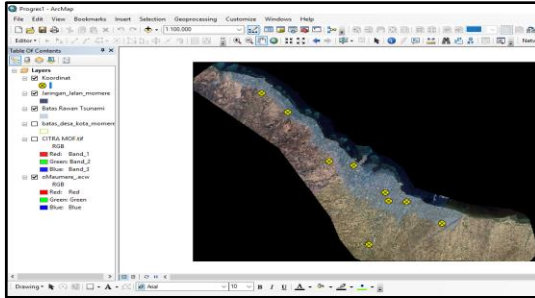 Progres1 - ArcMap
File Edit View Bookmarks Insert Selection Geoprocessing Customize Windows Help
1:100,000
Editor
Table Of Contents
Layers
Koordinat
Jaringan_Jalan_momere
Batas Rawan Tsunami
batas_desa_kota_momere
CITRA MOF.tif
RGB
Red: Band_1
Green: Band_2
Blue: Band_3
oMaumere_ecw
RGB
Red: Red
Green: Green
Blue: Blue
Drawing Arial 10 B I U A